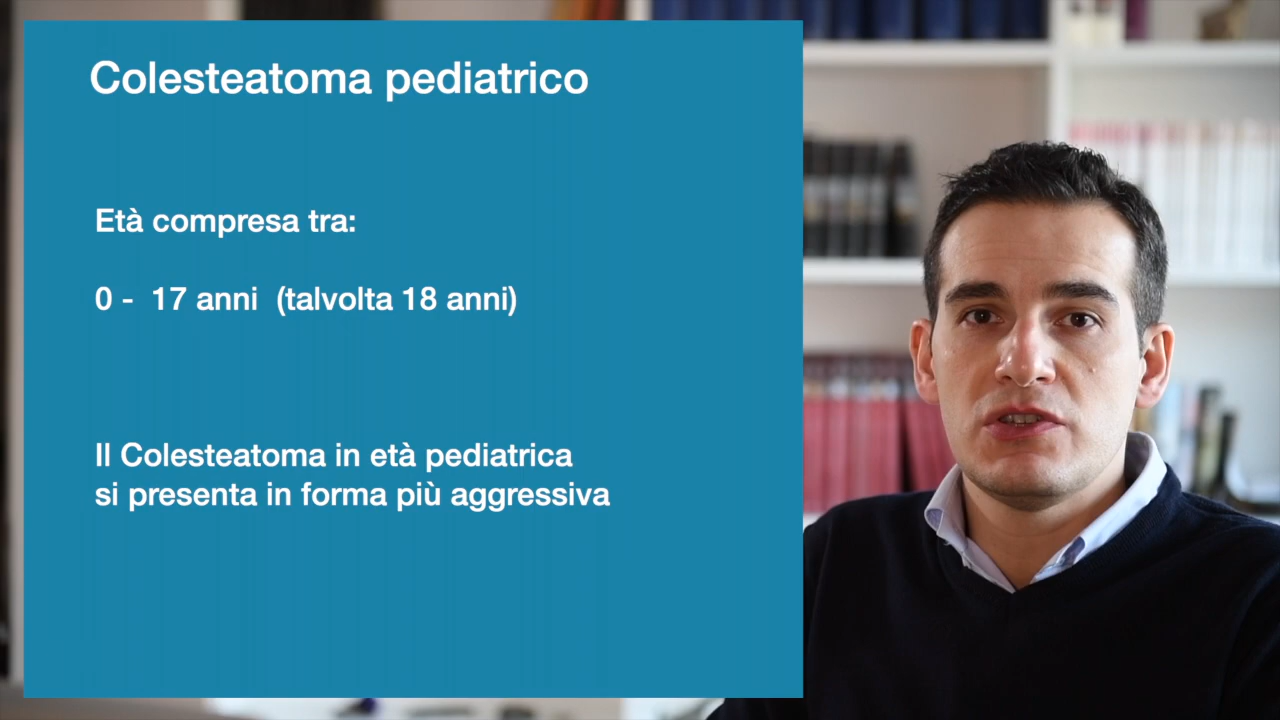 Colesteatoma pediatrico
Età compresa tra:
0 - 17 anni (talvolta 18 anni)
Il Colesteatoma in età pediatrica
si presenta in forma più aggressiva